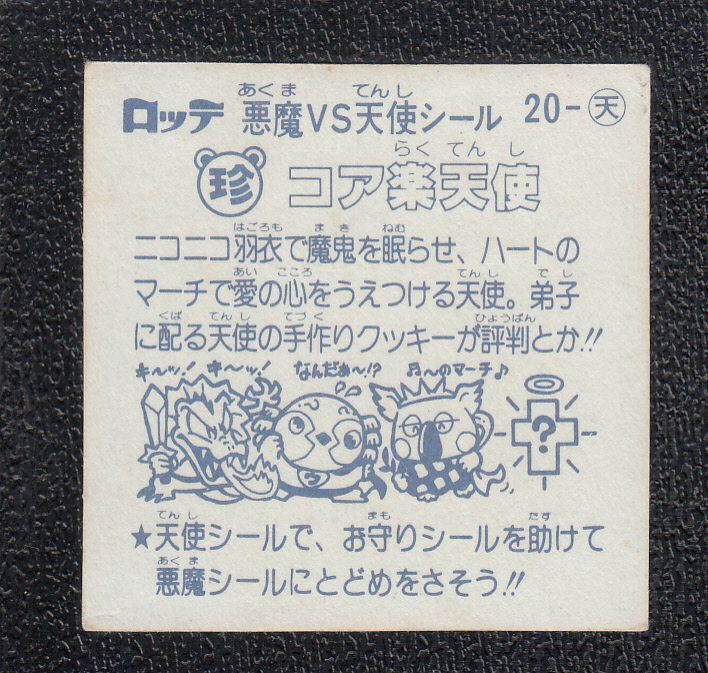 ロッテ 悪魔VS天使シール 20-天
あくま てんし
珍 コア楽天使
らくてんし
ニコニコ羽衣で魔鬼を眠らせ、ハートの
はごろも まき ねむ
マーチで愛の心をうえつける天使。弟子
あい こころ てんし でし
に配る天使の手作りクッキーが評判とか!!
くば てんし てづく ひょうばん
キ〜ッ! キ〜ッ! なんだぁ〜!? 月〜のマーチ♪
?
★天使シールで、お守りシールを助けて
てんし まも たす
悪魔シールにとどめをさそう!!
あくま